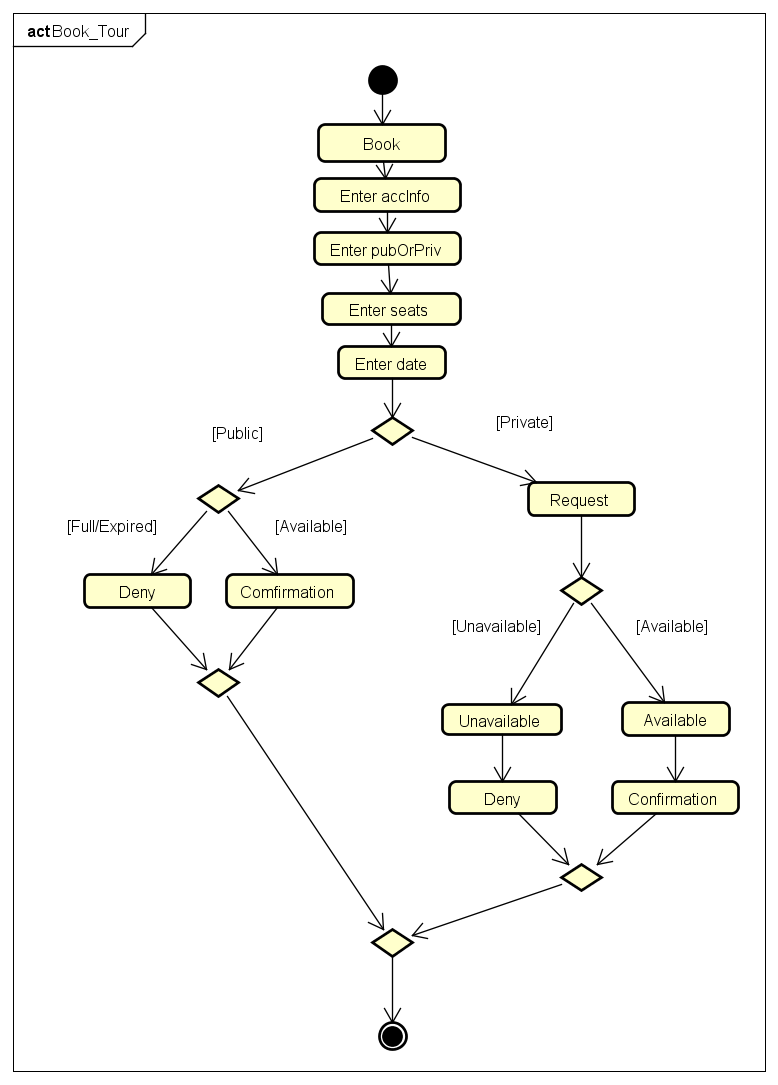 act Book_Tour
Book
Enter accInfo
Enter pubOrPriv
Enter seats
Enter date
[Public]
[Private]
Request
[Full/Expired]
[Available]
Deny
Comfirmation
[Unavailable]
[Available]
Unavailable
Available
Deny
Confirmation